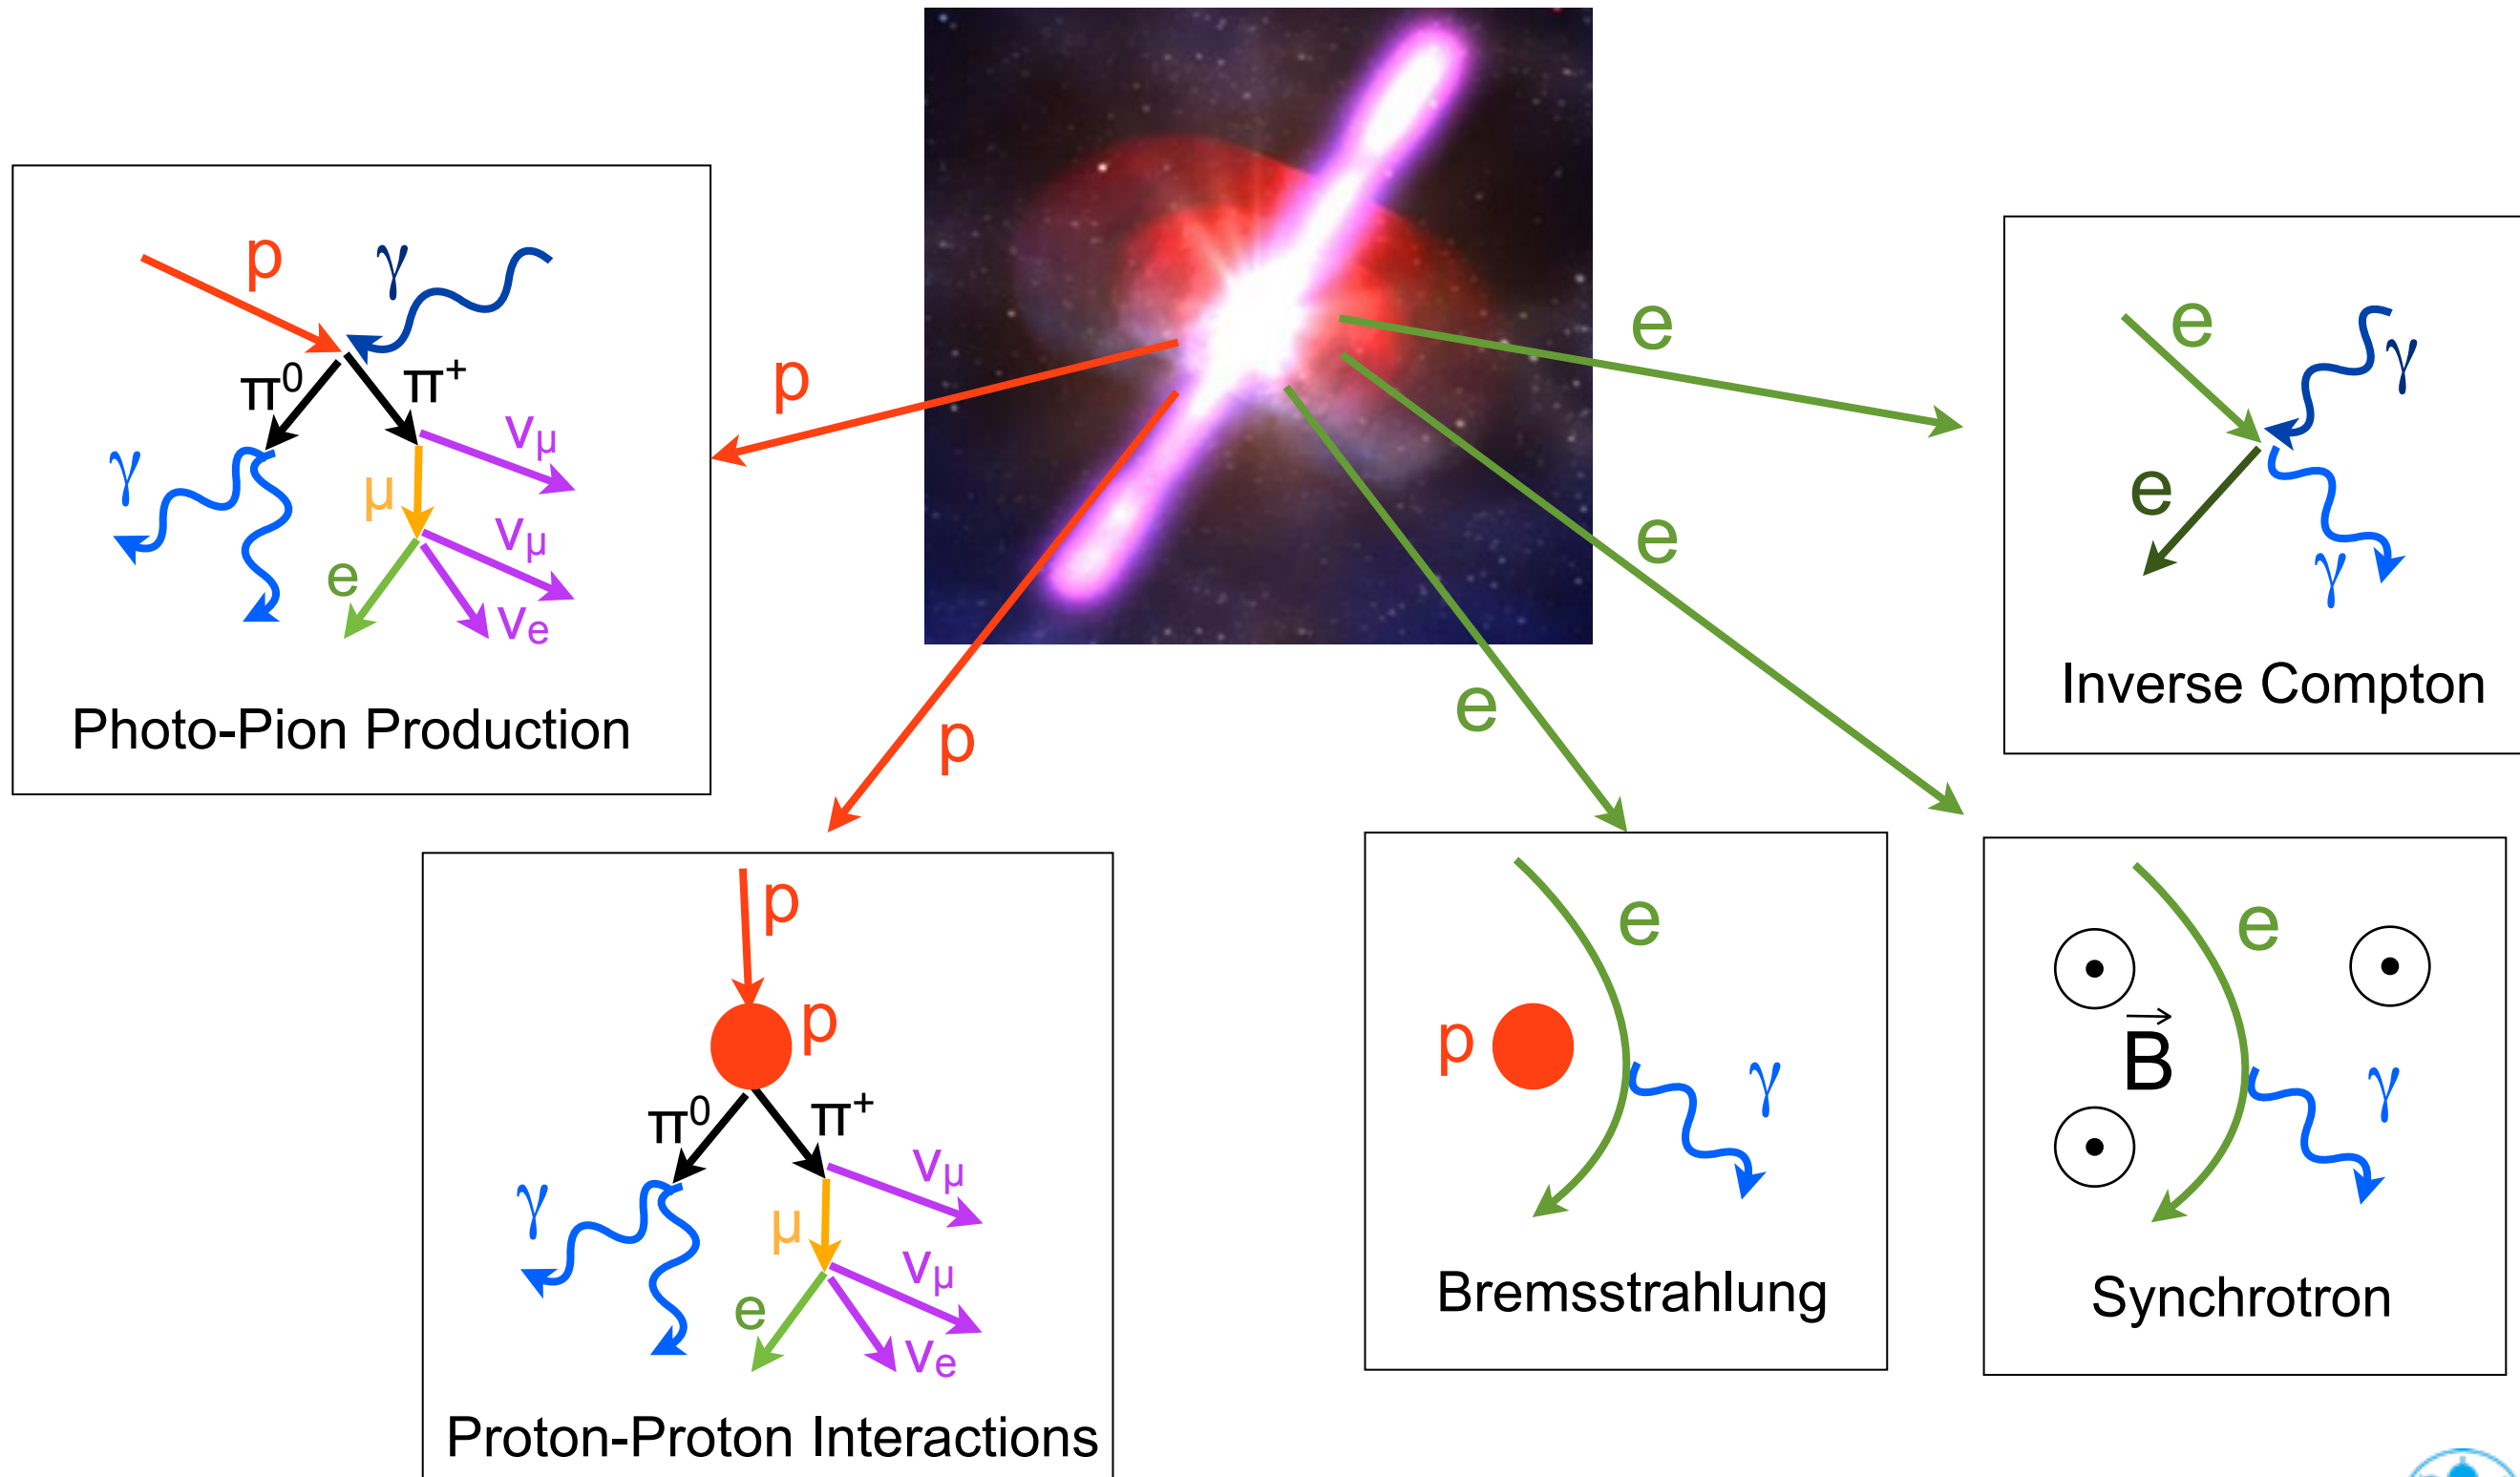 p
γ
π⁰
π⁺
νμ
γ
μ
νμ
e
νe
Photo-Pion Production
p
p
e
e
e
e
γ
e
γ
Inverse Compton
p
p
π⁰
π⁺
νμ
γ
μ
νμ
e
νe
Proton-Proton Interactions
e
p
γ
Bremsstrahlung
e
B⃗
γ
Synchrotron